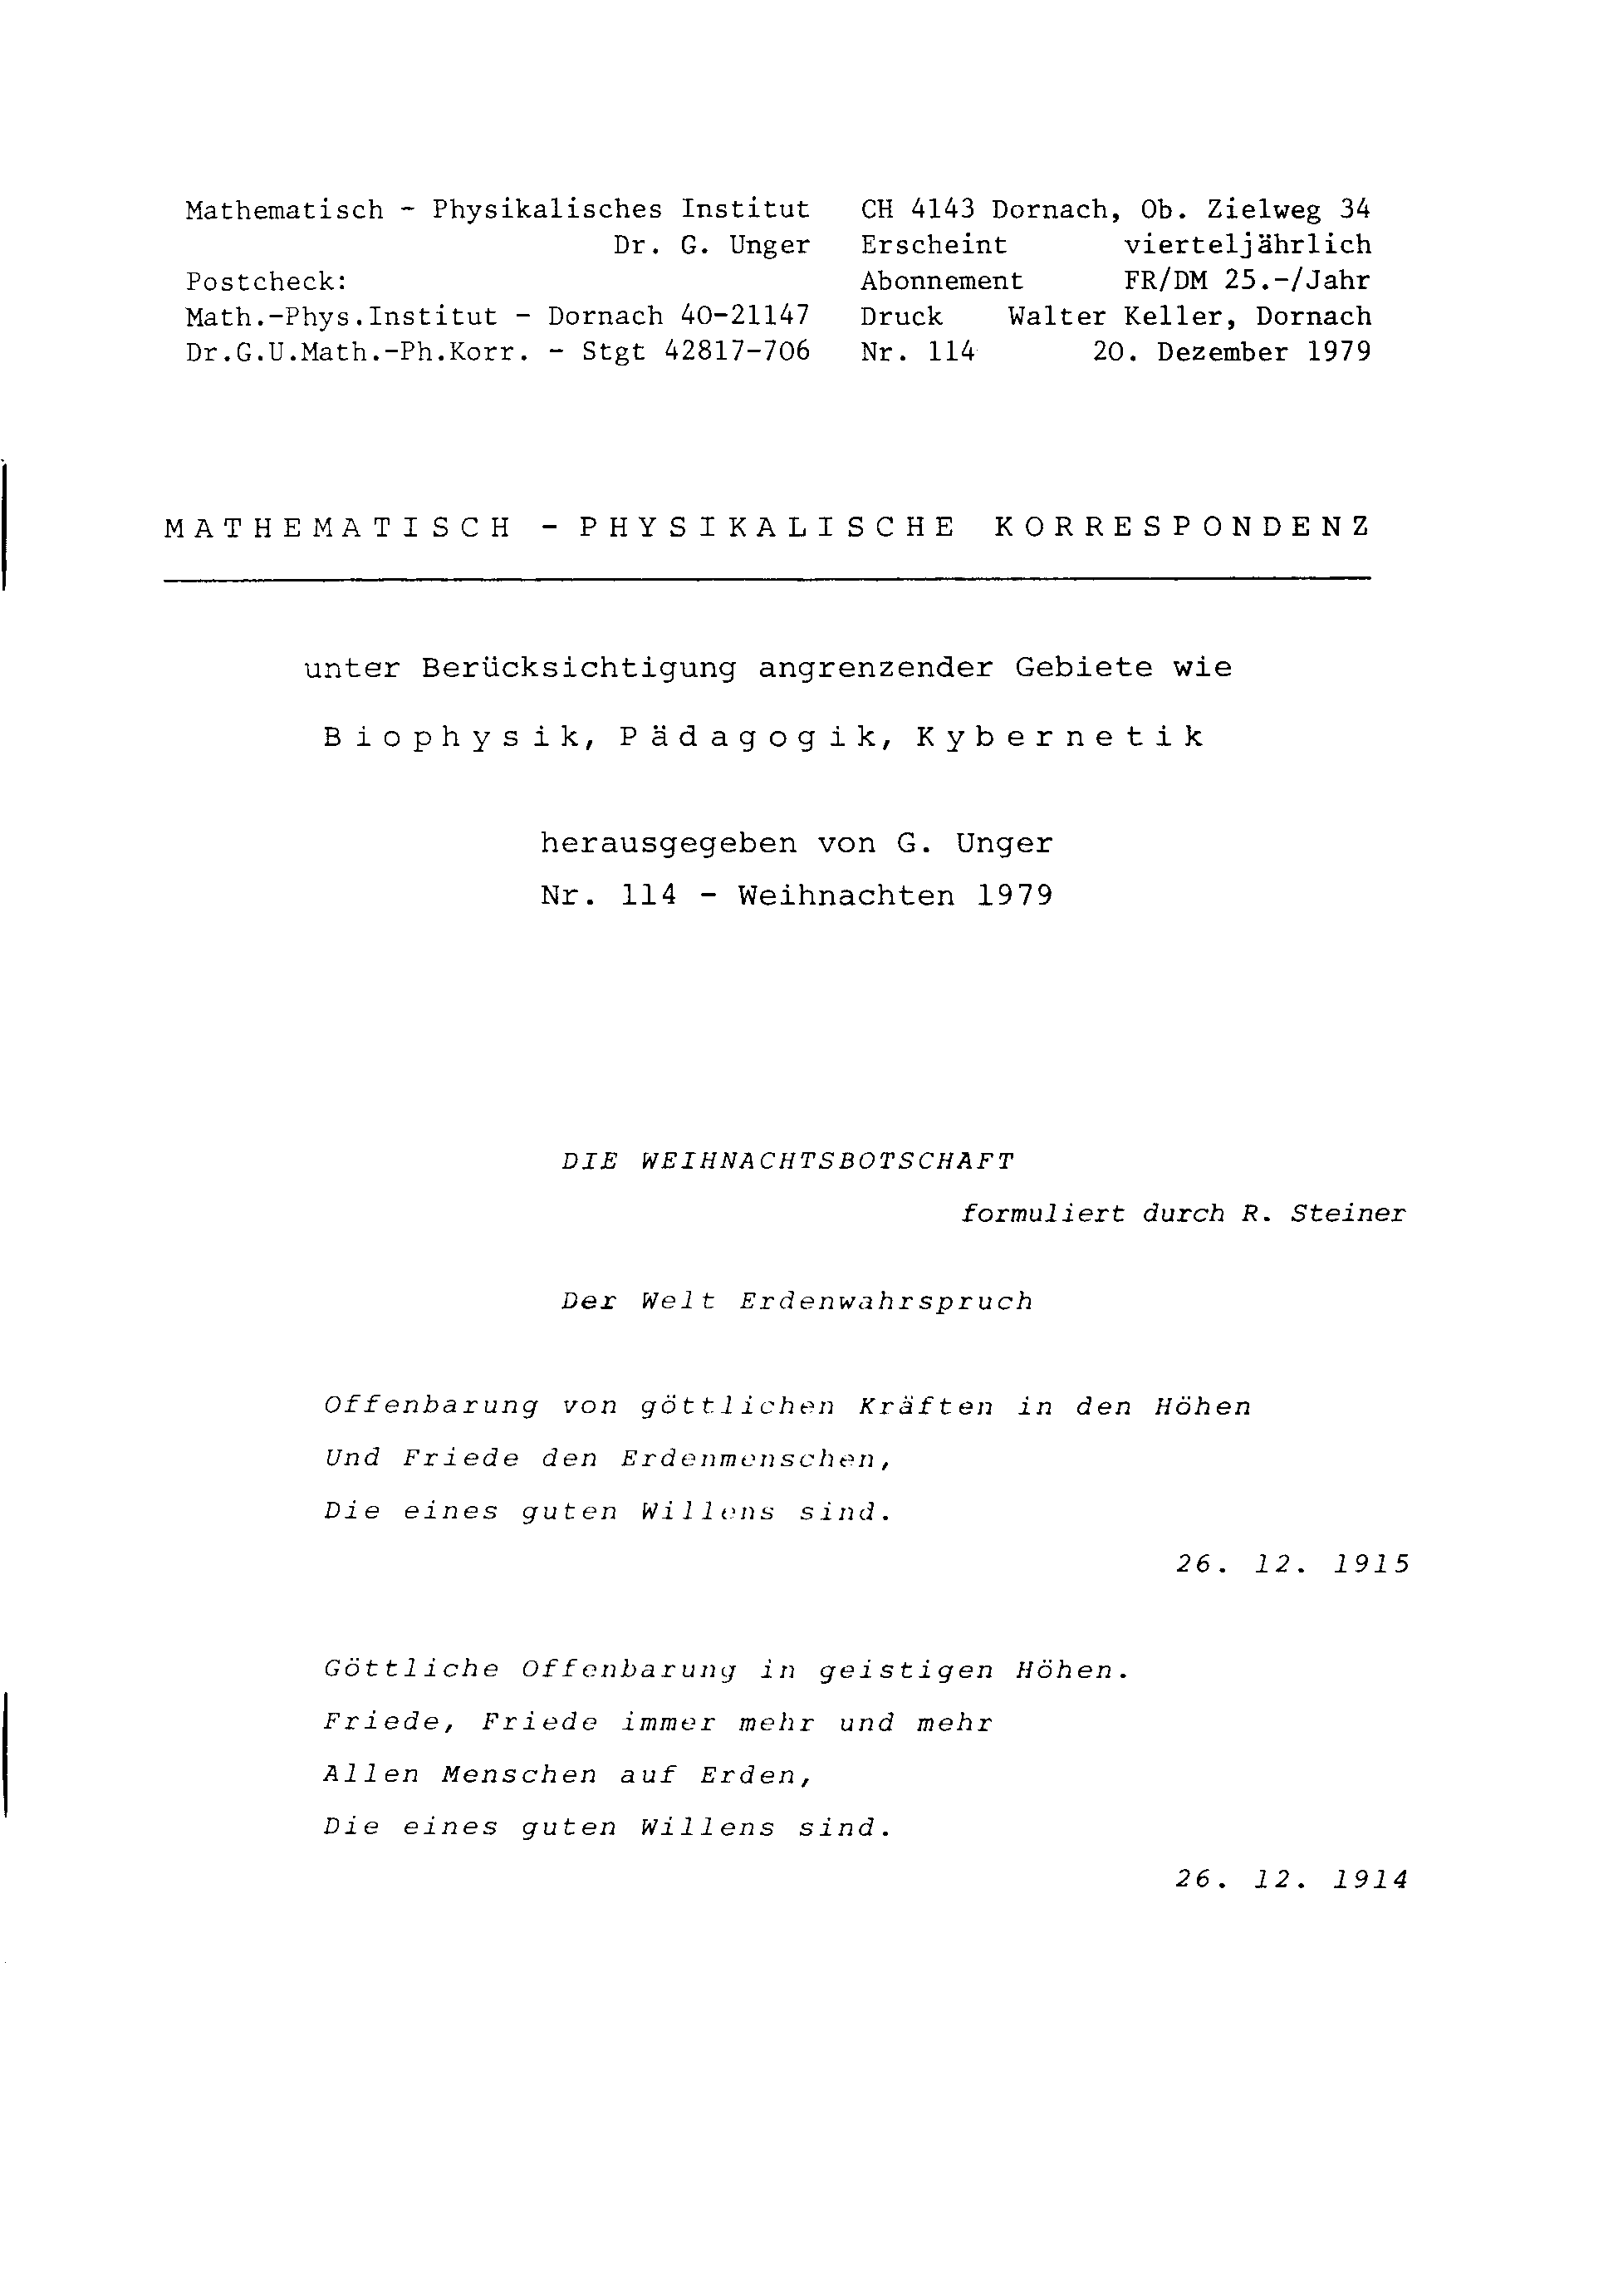 Mathematisch - Physikalisches Institut
Dr. G. Unger
Postcheck:
Math.-Phys.Institut - Dornach 40-21147
Dr.G.U.Math.-Ph.Korr. - Stgt 42817-706
CH 4143 Dornach, Ob. Zielweg 34
Erscheint vierteljährlich
Abonnement FR/DM 25.-/Jahr
Druck Walter Keller, Dornach
Nr. 114 20. Dezember 1979
MATHEMATISCH - PHYSIKALISCHE KORRESPONDENZ
unter Berücksichtigung angrenzender Gebiete wie
Biophysik, Pädagogik, Kybernetik
herausgegeben von G. Unger
Nr. 114 - Weihnachten 1979
DIE WEIHNACHTSBOTSCHAFT
formuliert durch R. Steiner
Der Welt Erdenwahrspruch
Offenbarung von göttlichen Kräften in den Höhen
Und Friede den Erdenmenschen,
Die eines guten Willens sind.
26. 12. 1915
Göttliche Offenbarung in geistigen Höhen.
Friede, Friede immer mehr und mehr
Allen Menschen auf Erden,
Die eines guten Willens sind.
26. 12. 1914